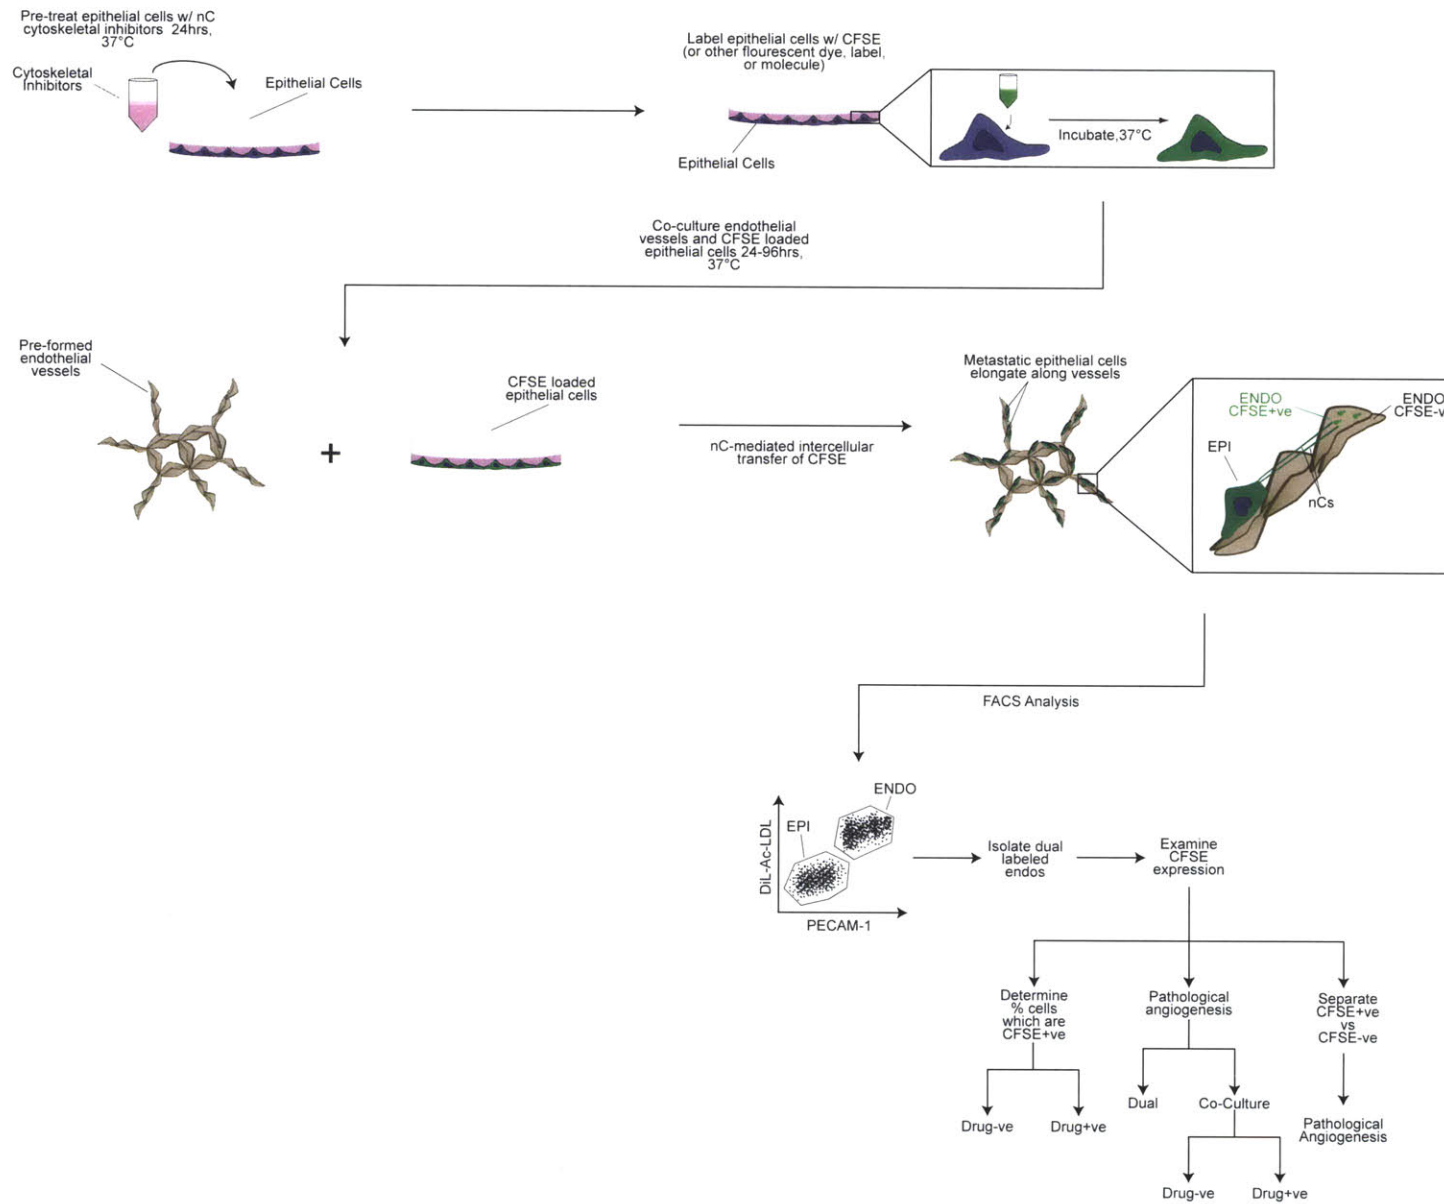 Pre-treat epithelial cells w/ nC
cytoskeletal inhibitors 24hrs,
37°C
Cytoskeletal
Inhibitors
Epithelial Cells
Label epithelial cells w/ CFSE
(or other flourescent dye, label,
or molecule)
Epithelial Cells
Incubate,37°C
Co-culture endothelial
vessels and CFSE loaded
epithelial cells 24-96hrs,
37°C
Pre-formed
endothelial
vessels
+
CFSE loaded
epithelial cells
nC-mediated intercellular
transfer of CFSE
Metastatic epithelial cells
elongate along vessels
ENDO
CFSE+ve
ENDO
CFSE-v
EPI
nCs
FACS Analysis
DiL-Ac-LDL
EPI
ENDO
PECAM-1
Isolate dual
labeled
endos
Examine
CFSE
expression
Determine
% cells
which are
CFSE+ve
Drug-ve
Drug+ve
Pathological
angiogenesis
Dual
Co-Culture
Drug-ve
Drug+ve
Separate
CFSE+ve
vs
CFSE-ve
Pathological
Angiogenesis